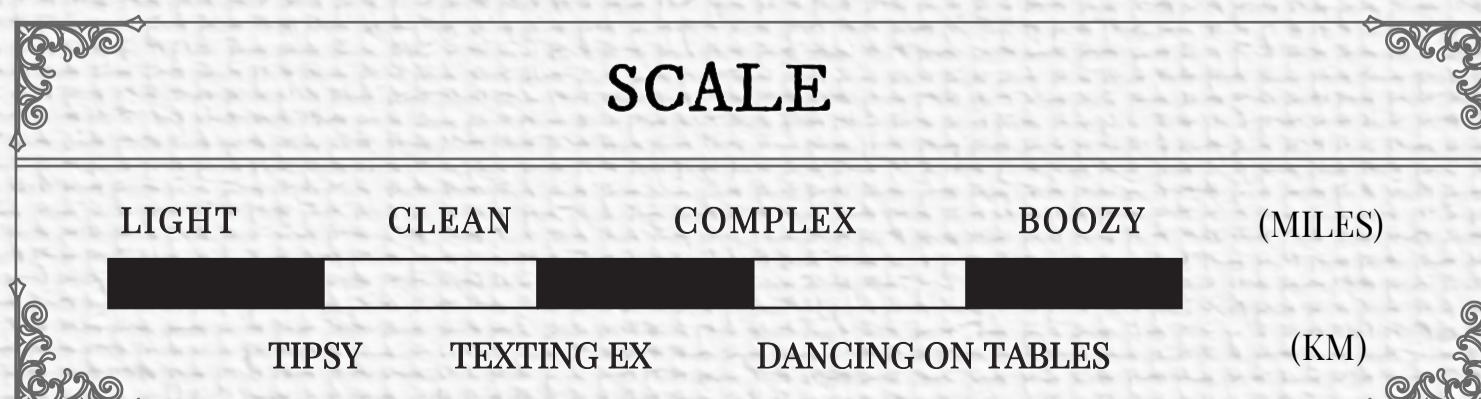 SCALE
LIGHT CLEAN COMPLEX BOOZY (MILES)
TIPSY TEXTING EX DANCING ON TABLES (KM)